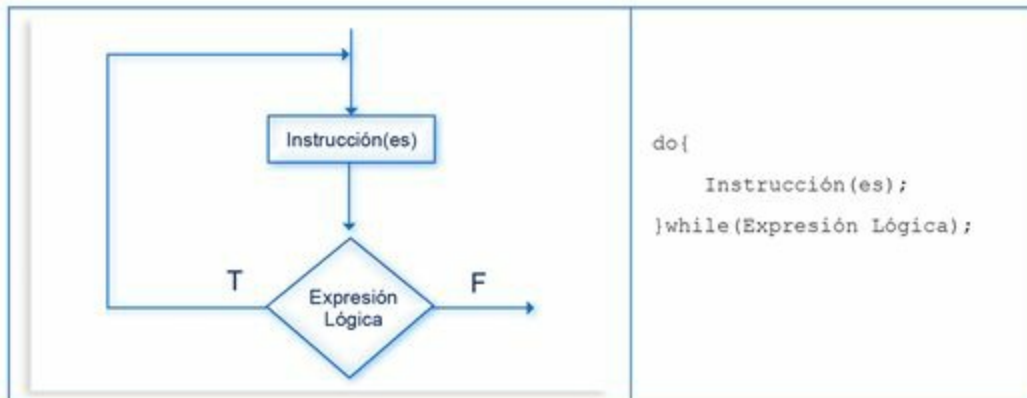 Instrucción(es)
T
Expresión
Lógica
F
do{
Instrucción(es);
}while(Expresión Lógica);